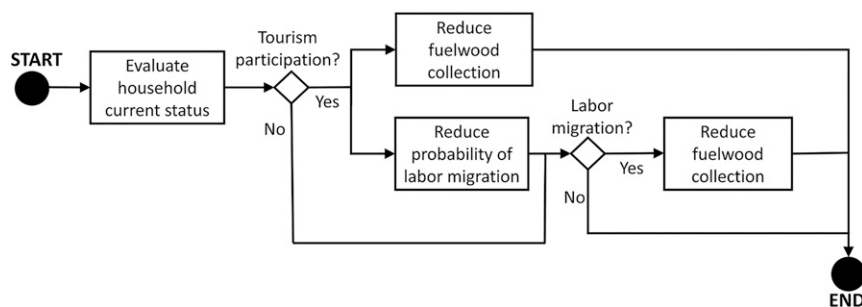 START
Evaluate
household
current status
Tourism
participation?
Yes
No
Reduce
fuelwood
collection
Reduce
probability of
labor migration
Labor
migration?
Yes
No
Reduce
fuelwood
collection
END